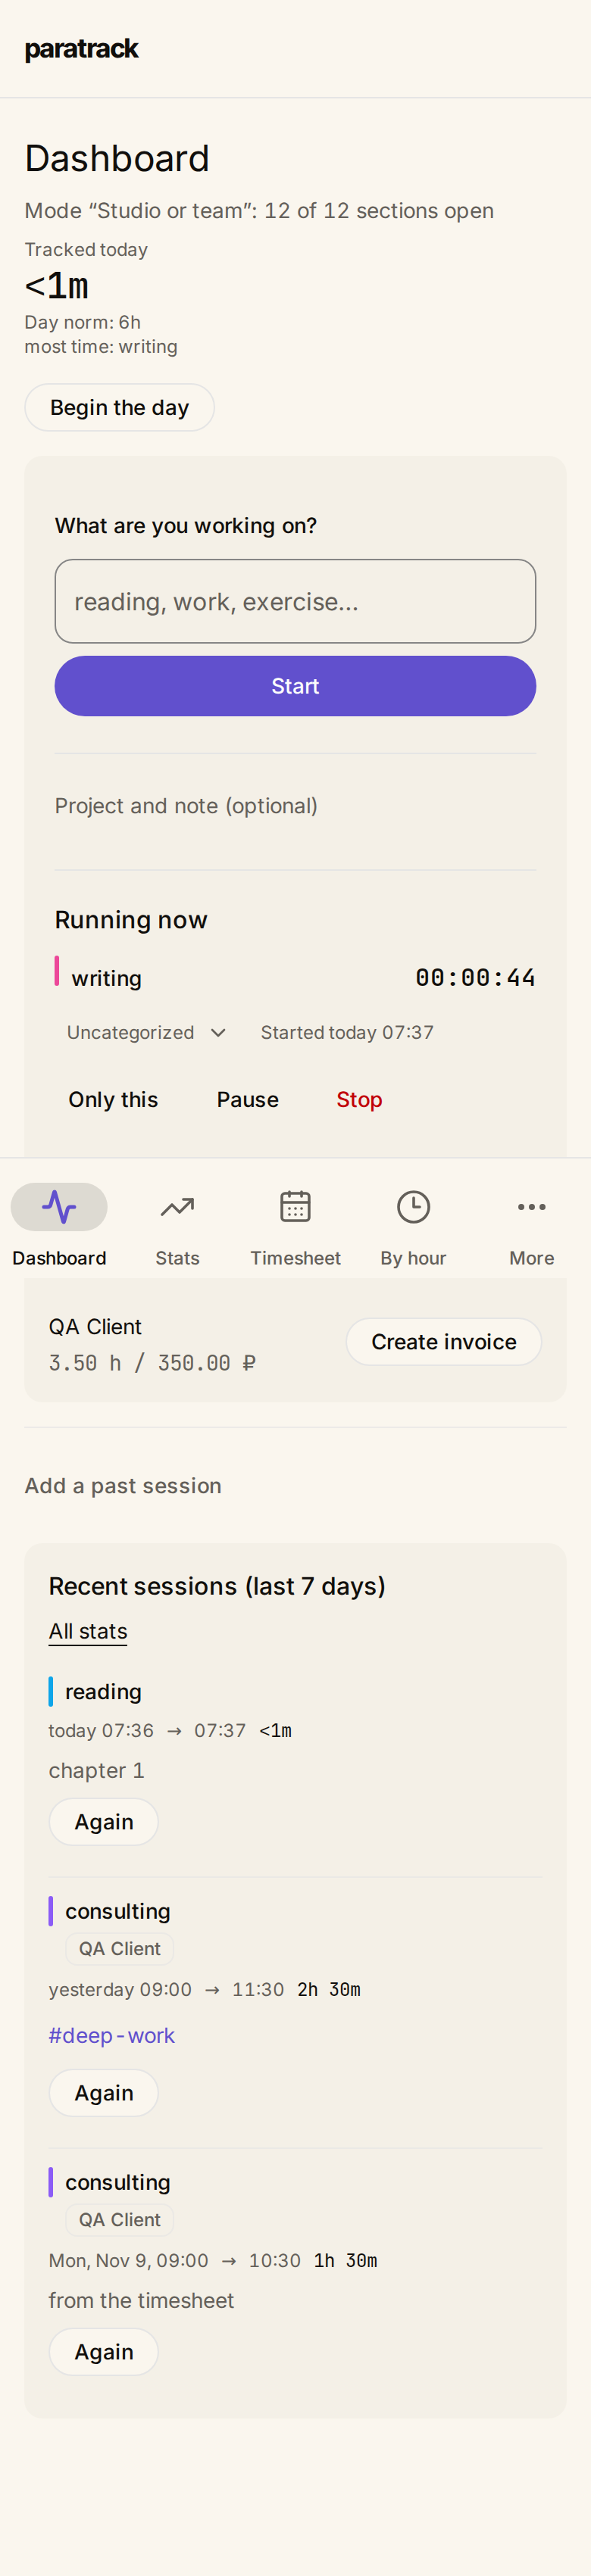 paratrack
Dashboard
Mode “Studio or team”: 12 of 12 sections open
Tracked today
<1m
Day norm: 6h
most time: writing
Begin the day
What are you working on?
reading, work, exercise...
Start
Project and note (optional)
Running now
writing 00:00:44
Uncategorized Started today 07:37
Only this Pause Stop
Dashboard Stats Timesheet By hour More
QA Client
3.50 h / 350.00 ₽
Create invoice
Add a past session
Recent sessions (last 7 days)
All stats
reading
today 07:36 → 07:37 <1m
chapter 1
Again
consulting
QA Client
yesterday 09:00 → 11:30 2h 30m
#deep-work
Again
consulting
QA Client
Mon, Nov 9, 09:00 → 10:30 1h 30m
from the timesheet
Again